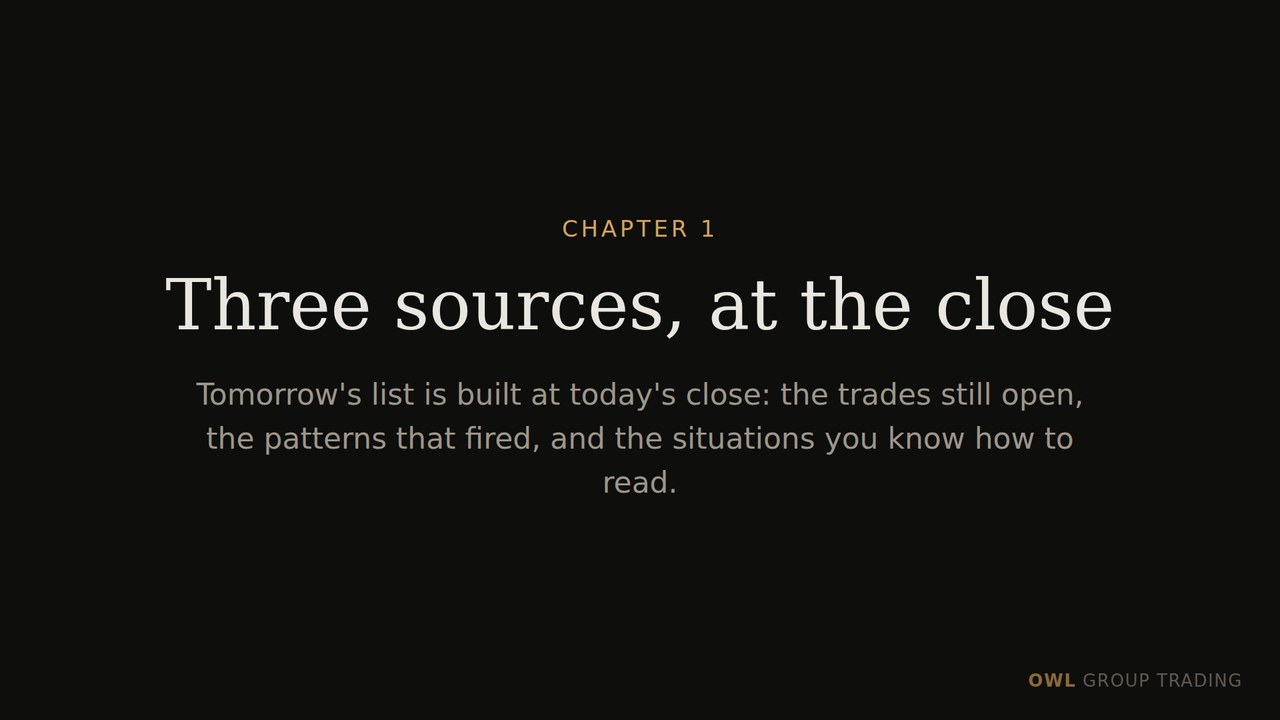 CHAPTER 1
Three sources, at the close
Tomorrow's list is built at today's close: the trades still open,
the patterns that fired, and the situations you know how to
read.
OWL GROUP TRADING